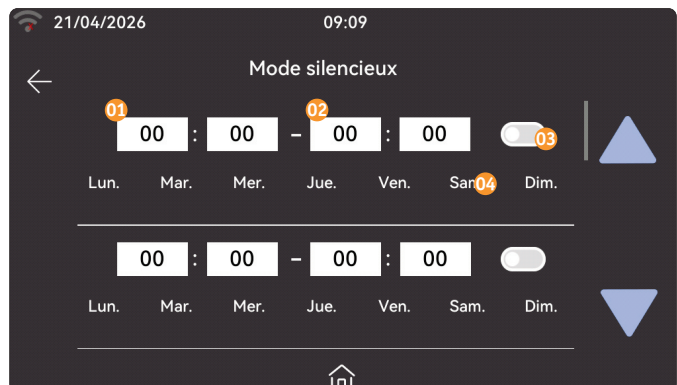 21/04/2026 09:09
Mode silencieux
01 02
00 : 00 – 00 : 00 03
Lun. Mar. Mer. Jue. Ven. Sam 04 Dim.
00 : 00 – 00 : 00
Lun. Mar. Mer. Jue. Ven. Sam. Dim.